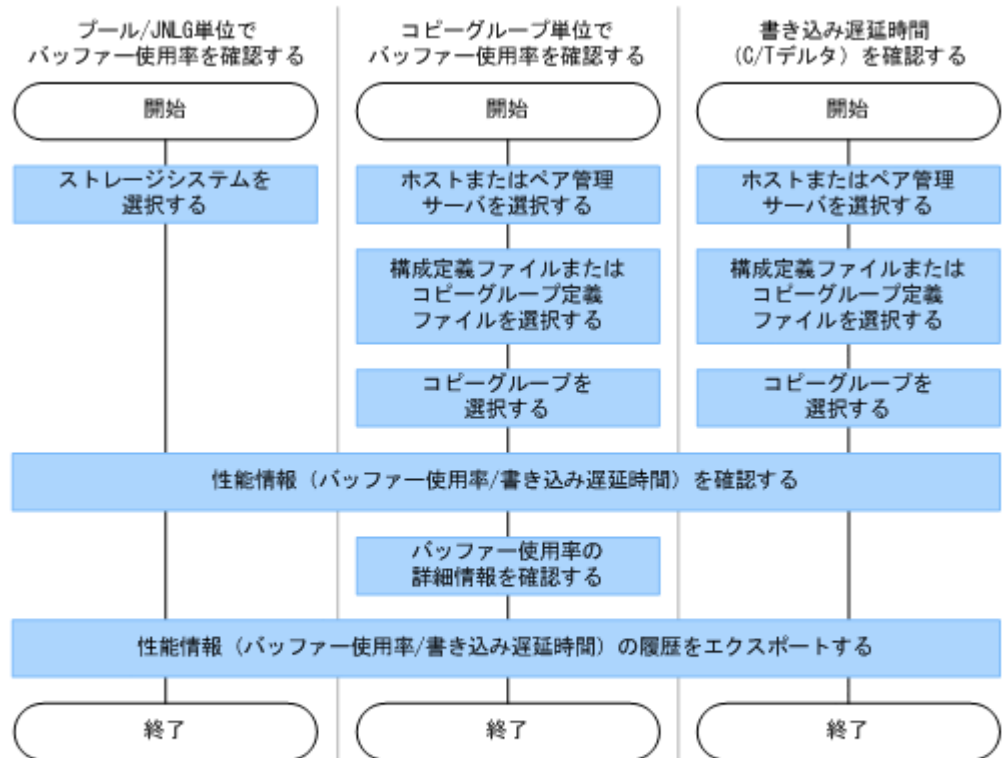 プール/JNLG単位で
バッファー使用率を確認する
コピーグループ単位で
バッファー使用率を確認する
書き込み遅延時間
(C/Tデルタ）を確認する
開始
開始
開始
ストレージシステムを
選択する
ホストまたはペア管理
サーバを選択する
ホストまたはペア管理
サーバを選択する
構成定義ファイルまたは
コピーグループ定義
ファイルを選択する
構成定義ファイルまたは
コピーグループ定義
ファイルを選択する
コピーグループを
選択する
コピーグループを
選択する
性能情報（バッファー使用率/書き込み遅延時間）を確認する
バッファー使用率の
詳細情報を確認する
性能情報（バッファー使用率/書き込み遅延時間）の履歴をエクスポートする
終了
終了
終了